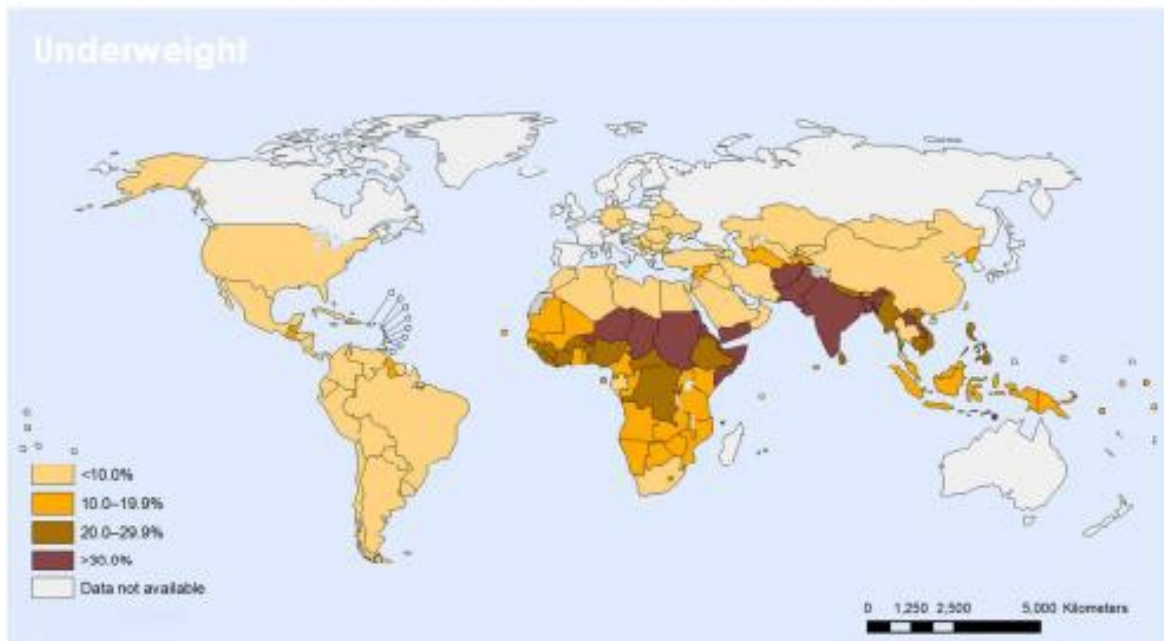 Underweight
<10.0%
10.0–19.9%
20.0–29.9%
>30.0%
Data not available
0 1,250 2,500 5,000 Kilometers